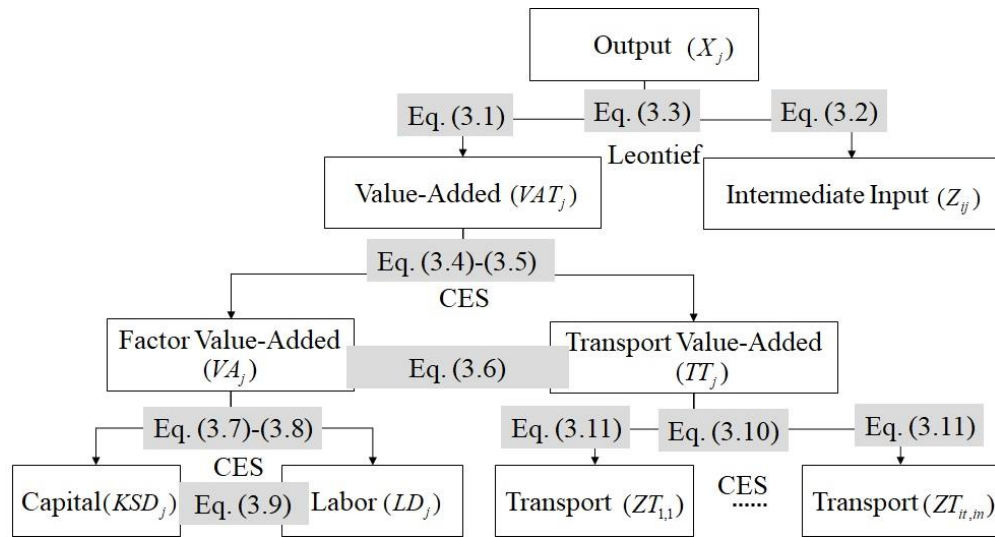 Output (X_j)
Eq. (3.1)
Eq. (3.3)
Eq. (3.2)
Leontief
Value-Added (VAT_j)
Intermediate Input (Z_ij)
Eq. (3.4)-(3.5)
CES
Factor Value-Added
(VA_j)
Eq. (3.6)
Transport Value-Added
(TT_j)
Eq. (3.7)-(3.8)
CES
Eq. (3.11)
Eq. (3.10)
Eq. (3.11)
CES
......
Capital(KSD_j)
Eq. (3.9)
Labor (LD_j)
Transport (ZT_1,1)
Transport(ZT_it,in)